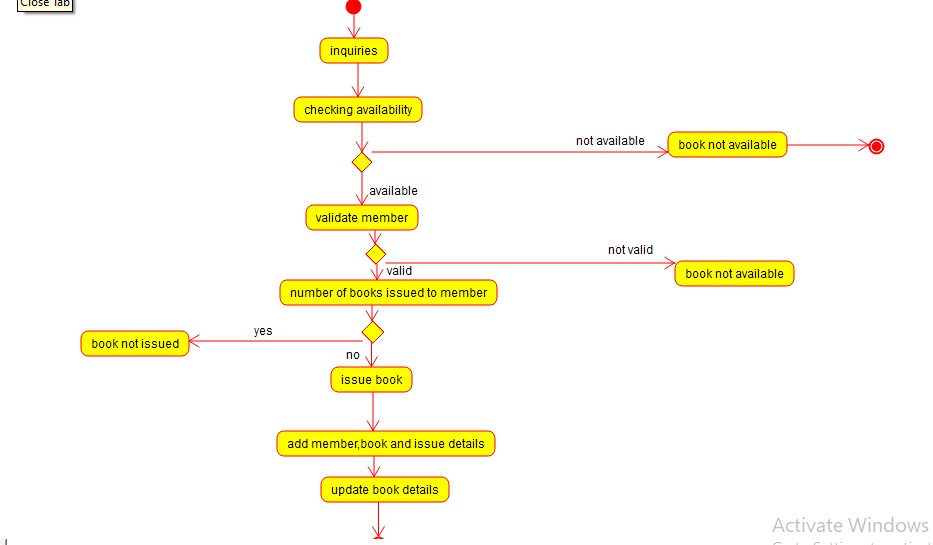 Close Tab
inquiries
checking availability
not available
book not available
available
validate member
not valid
valid
book not available
number of books issued to member
yes
book not issued
no
issue book
add member,book and issue details
update book details
Activate Windows